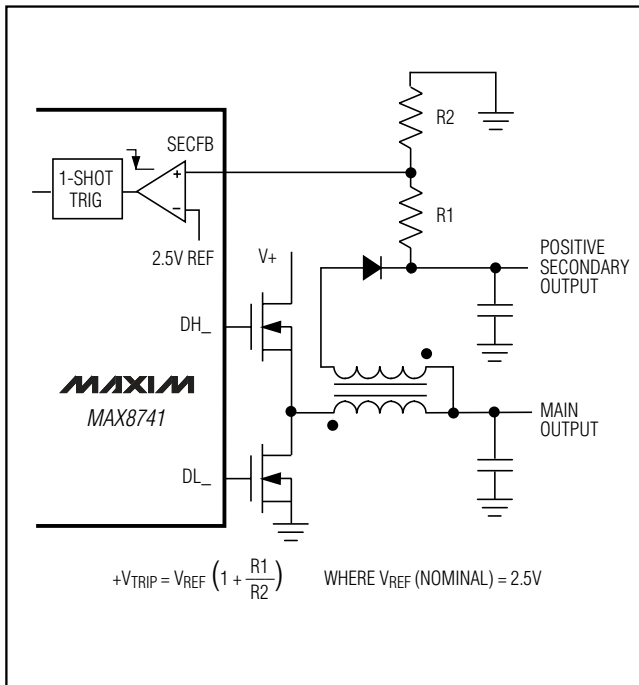 R2
SECFB
+
1-SHOT
TRIG
R1
−
2.5V REF
V+
POSITIVE
SECONDARY
OUTPUT
DH_
MAXIM
MAX8741
MAIN
OUTPUT
DL_
+VTRIP = VREF (1 + R1/R2) WHERE VREF (NOMINAL) = 2.5V